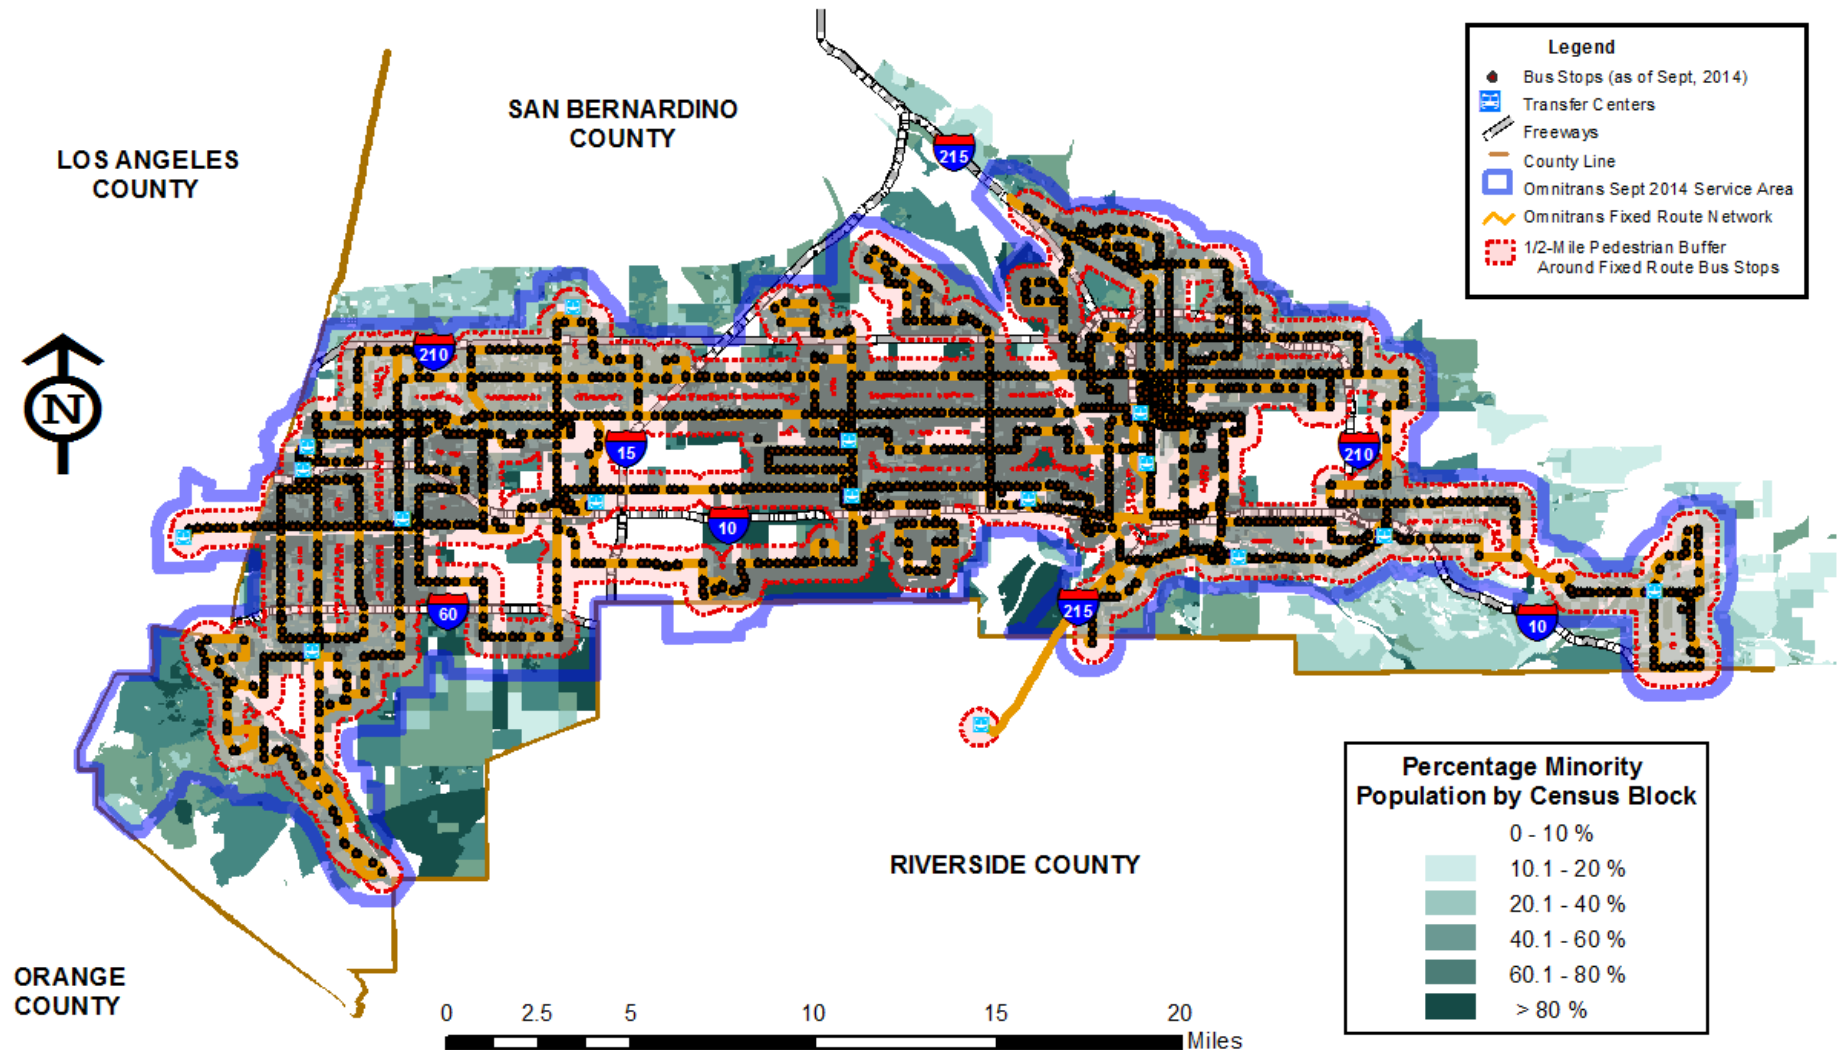 Legend
Bus Stops (as of Sept, 2014)
Transfer Centers
Freeways
County Line
Omnitrans Sept 2014 Service Area
Omnitrans Fixed Route Network
1/2-Mile Pedestrian Buffer
Around Fixed Route Bus Stops
SAN BERNARDINO
COUNTY
LOS ANGELES
COUNTY
215
210
15
210
10
60
215
10
N
RIVERSIDE COUNTY
ORANGE
COUNTY
Percentage Minority
Population by Census Block
0 - 10 %
10.1 - 20 %
20.1 - 40 %
40.1 - 60 %
60.1 - 80 %
> 80 %
0 2.5 5 10 15 20
Miles